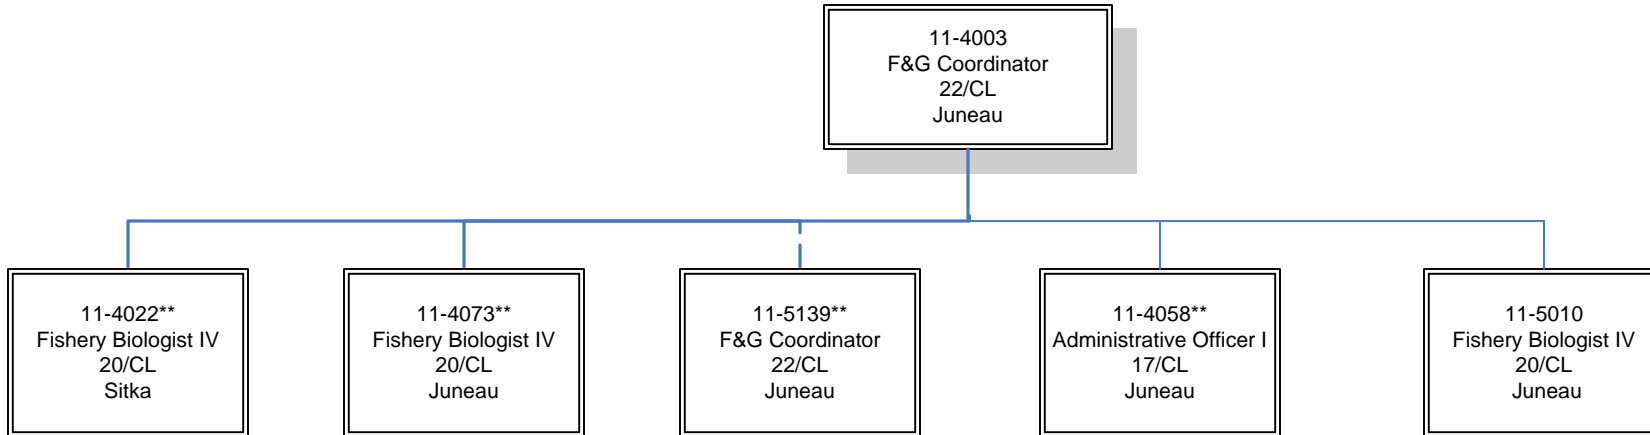 11-4003
F&G Coordinator
22/CL
Juneau
11-4022**
Fishery Biologist IV
20/CL
Sitka
11-4073**
Fishery Biologist IV
20/CL
Juneau
11-5139**
F&G Coordinator
22/CL
Juneau
11-4058**
Administrative Officer I
17/CL
Juneau
11-5010
Fishery Biologist IV
20/CL
Juneau